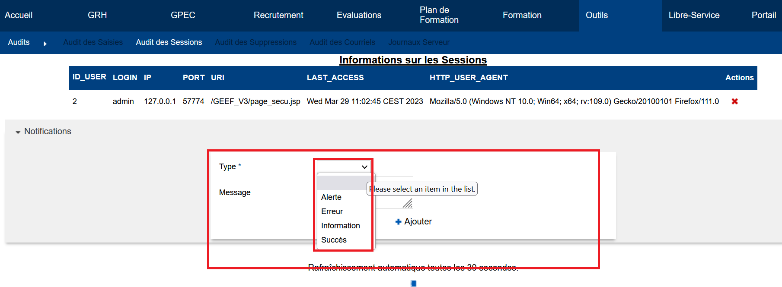 Accueil GRH GPEC Recrutement Evaluations Plan de Formation Formation Outils Libre-Service Portail
Audits Audit des Saisies Audit des Sessions Audit des Suppressions Audit des Courriers Journaux Serveur
Informations sur les Sessions
ID_USER LOGIN IP PORT URI LAST_ACCESS HTTP_USER_AGENT Actions
2 admin 127.0.0.1 57774 /GEEF_V3/page_secu.jsp Wed Mar 29 11:02:45 CEST 2023 Mozilla/5.0 (Windows NT 10.0; Win64; x64; rv:109.0) Gecko/20100101 Firefox/111.0
Notifications
Type *
Please select an item in the list.
Message
Alerte
Erreur
Information
Succès
Ajouter
Rafraîchissement automatique toutes les 39 secondes.